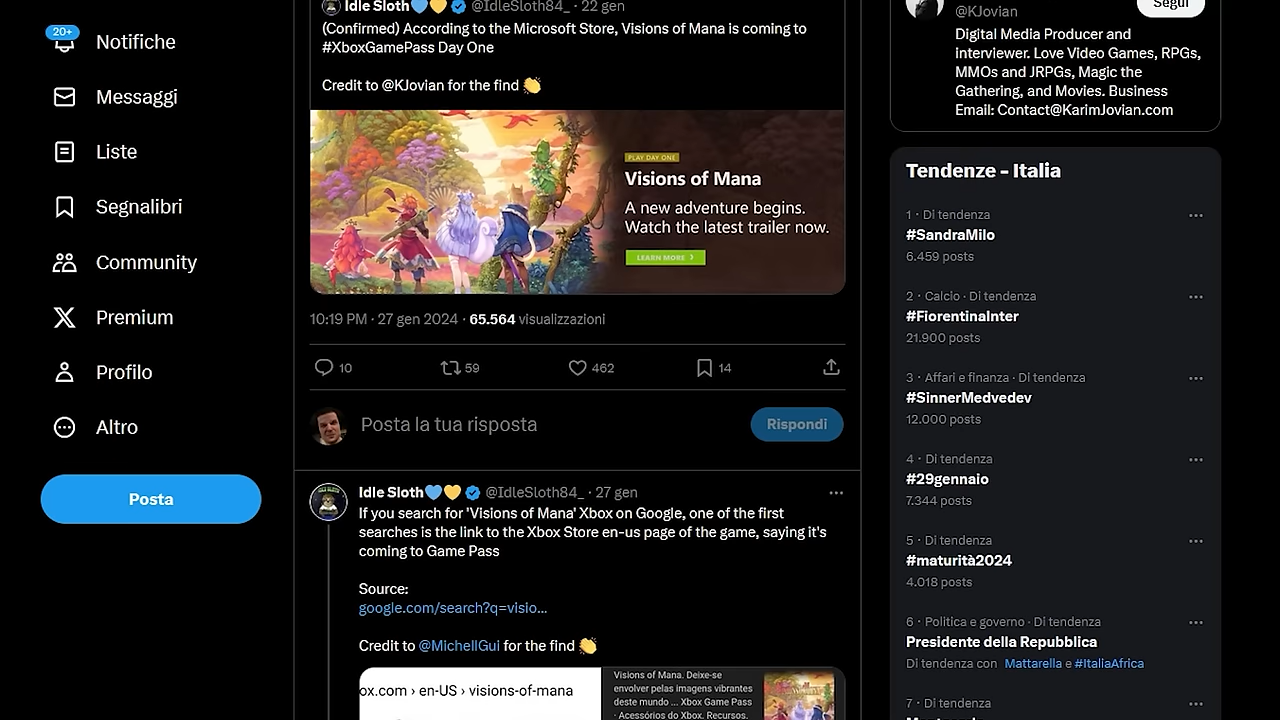 20+
Notifiche
Messaggi
Liste
Segnalibri
Community
Premium
Profilo
Altro
Posta
Idle Sloth💙💛 @IdleSloth84_ · 22 gen
(Confirmed) According to the Microsoft Store, Visions of Mana is coming to
#XboxGamePass Day One
Credit to @KJovian for the find 👏
PLAY DAY ONE
Visions of Mana
A new adventure begins.
Watch the latest trailer now.
LEARN MORE
10:19 PM · 27 gen 2024 · 65.564 visualizzazioni
10 59 462 14
Posta la tua risposta
Rispondi
Idle Sloth💙💛 @IdleSloth84_ · 27 gen
If you search for 'Visions of Mana' Xbox on Google, one of the first
searches is the link to the Xbox Store en-us page of the game, saying it's
coming to Game Pass
Source:
google.com/search?q=visio...
Credit to @MichellGui for the find 👏
ox.com › en-US › visions-of-mana
Visions of Mana. Deixe-se
envolver pelas imagens vibrantes
deste mundo ... Xbox Game Pass
· Acessórios do Xbox. Recursos.
Segui
@KJovian
Digital Media Producer and
interviewer. Love Video Games, RPGs,
MMOs and JRPGs, Magic the
Gathering, and Movies. Business
Email: Contact@KarimJovian.com
Tendenze - Italia
1 · Di tendenza
#SandraMilo
6.459 posts
2 · Calcio · Di tendenza
#FiorentinaInter
21.900 posts
3 · Affari e finanza · Di tendenza
#SinnerMedvedev
12.000 posts
4 · Di tendenza
#29gennaio
7.344 posts
5 · Di tendenza
#maturità2024
4.018 posts
6 · Politica e governo · Di tendenza
Presidente della Repubblica
Di tendenza con Mattarella e #ItaliaAfrica
7 · Di tendenza